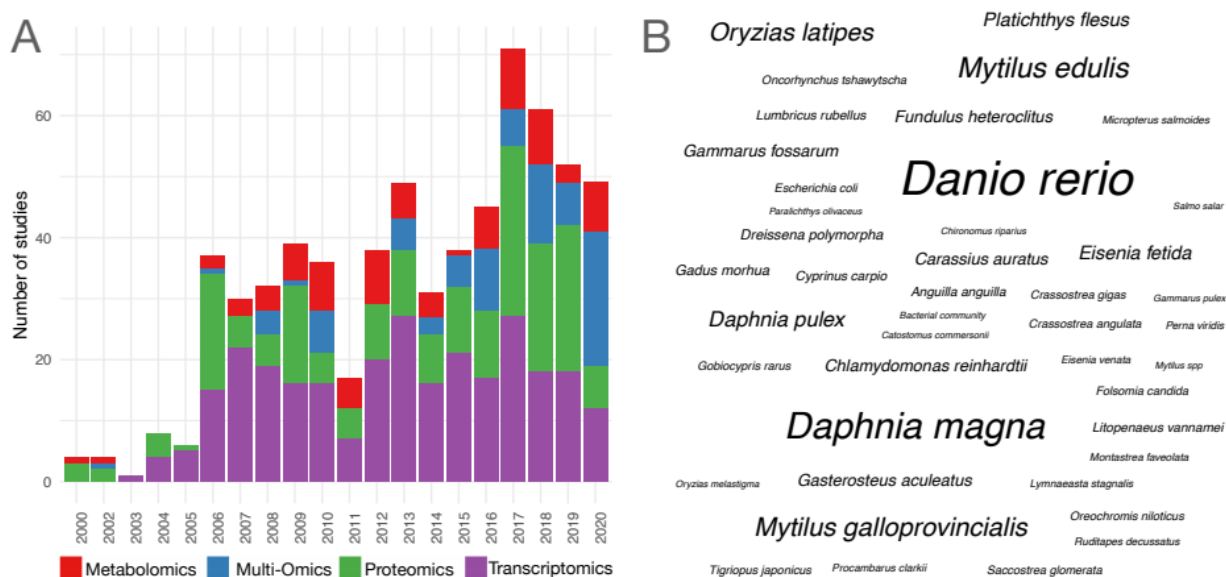 A
Number of studies
60
40
20
0
2000 2002 2003 2004 2005 2006 2007 2008 2009 2010 2011 2012 2013 2014 2015 2016 2017 2018 2019 2020
Metabolomics Multi-Omics Proteomics Transcriptomics
B
Oryzias latipes Platichthys flesus
Oncorhynchus tshawytscha Mytilus edulis
Lumbricus rubellus Fundulus heteroclitus Micropterus salmoides
Gammarus fossarum
Escherichia coli Danio rerio
Paralichthys olivaceus Salmo salar
Dreissena polymorpha Chironomus riparius
Gadus morhua Cyprinus carpio Carassius auratus Eisenia fetida
Anguilla anguilla Crassostrea gigas Gammarus pulex
Daphnia pulex Bacterial community Crassostrea angulata Perna viridis
Catostomus commersonii
Gobiocypris rarus Chlamydomonas reinhardtii Eisenia venata Mytilus spp
Folsomia candida
Daphnia magna Litopenaeus vannamei
Montastrea faveolata
Oryzias melastigma Gasterosteus aculeatus Lymnaeasta stagnalis
Mytilus galloprovincialis Oreochromis niloticus
Ruditapes decussatus
Tigriopus japonicus Procambarus clarkii Saccostrea glomerata